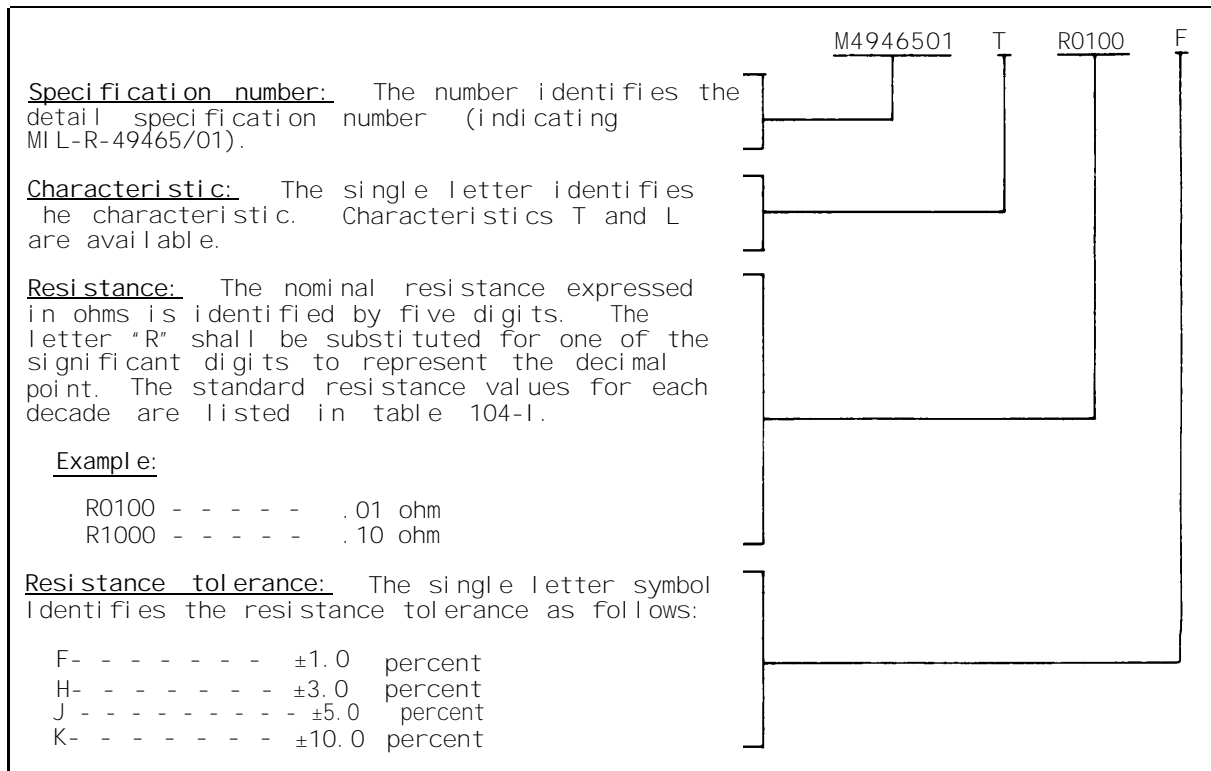 M4946501 T R0100 F
Specification number: The number identifies the
detail specification number (indicating
MIL-R-49465/01).
Characteristic: The single letter identifies
he characteristic. Characteristics T and L
are available.
Resistance: The nominal resistance expressed
in ohms is identified by five digits. The
letter "R" shall be substituted for one of the
significant digits to represent the decimal
point. The standard resistance values for each
decade are listed in table 104-I.
Example:
R0100 - - - - - .01 ohm
R1000 - - - - - .10 ohm
Resistance tolerance: The single letter symbol
Identifies the resistance tolerance as follows:
F- - - - - - - ±1.0 percent
H- - - - - - - ±3.0 percent
J - - - - - - - - - ±5.0 percent
K- - - - - - - ±10.0 percent